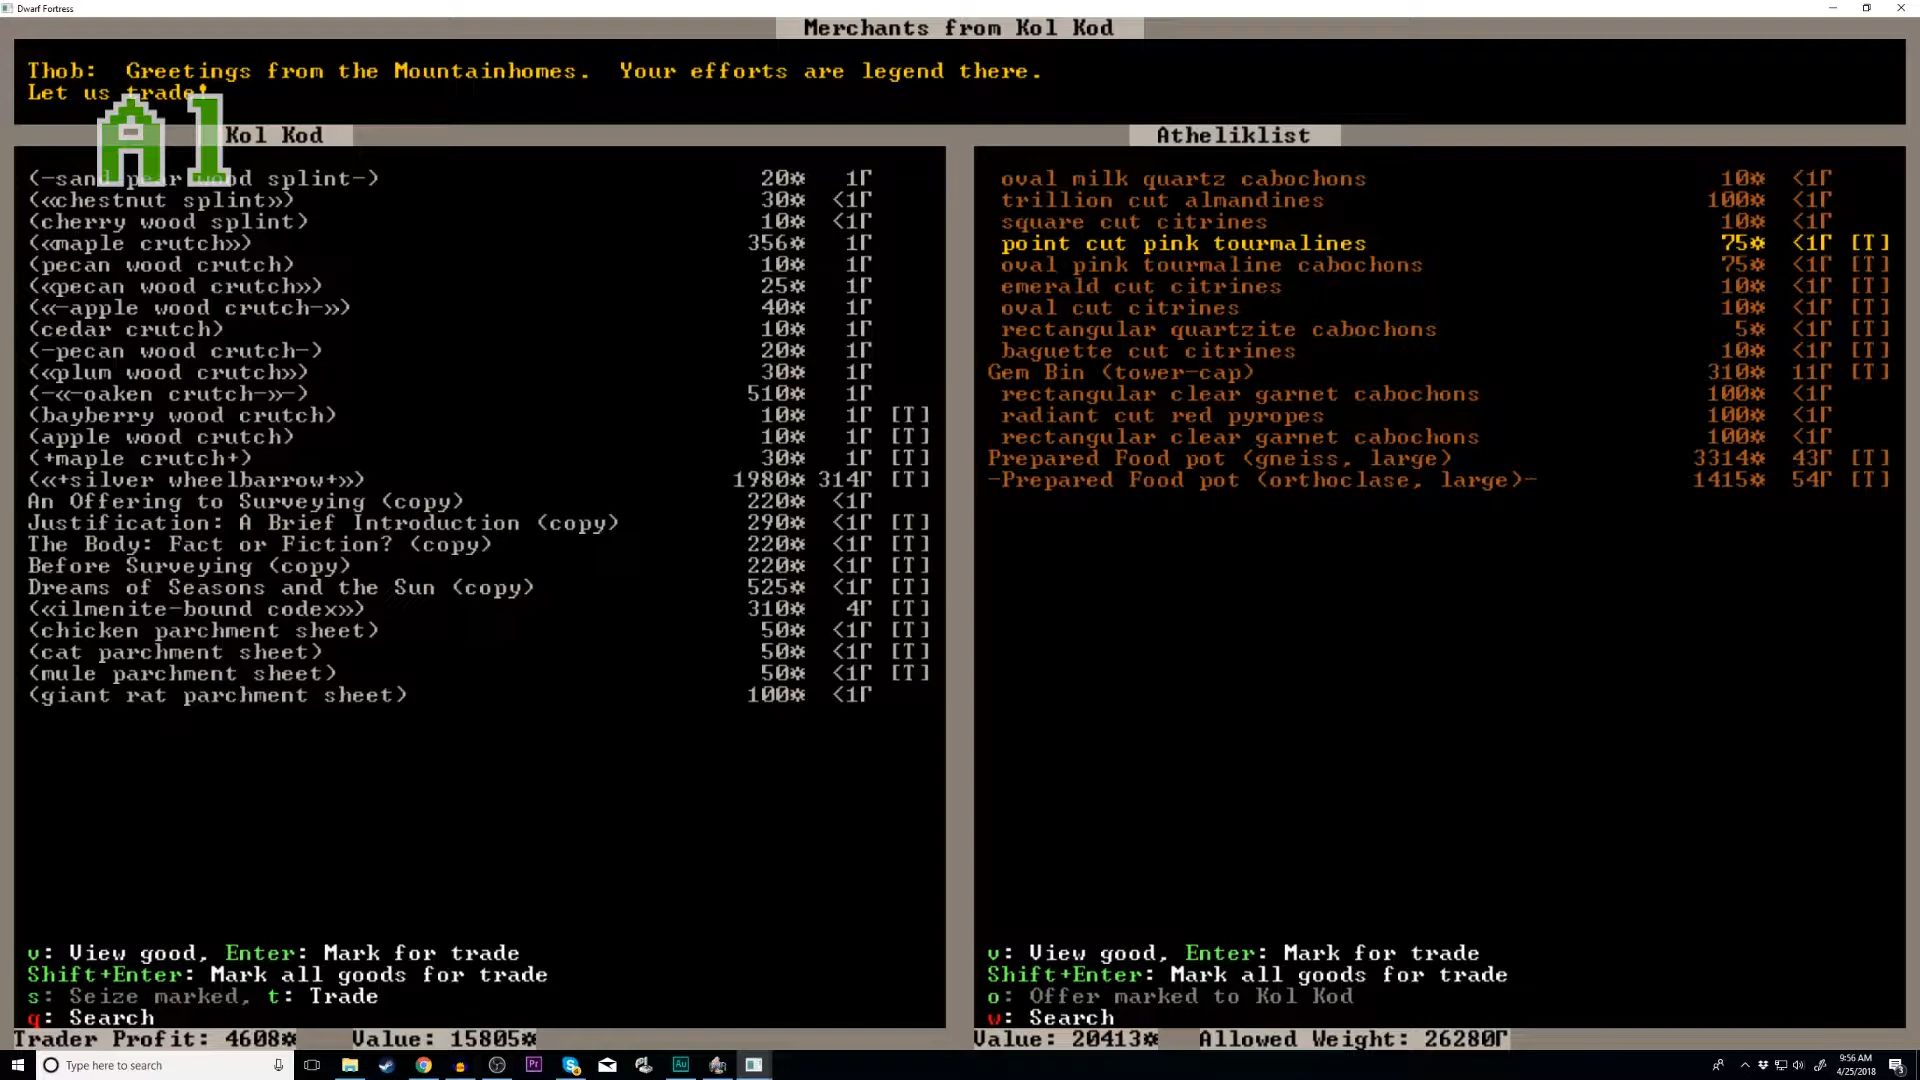 Dwarf Fortress
Merchants from Kol Kod
Thob: Greetings from the Mountainhomes. Your efforts are legend there.
Let us trade!
Al
Kol Kod
(-sand pear wood splint-) 20☼ 1Γ
(«chestnut splint») 30☼ <1Γ
(cherry wood splint) 10☼ <1Γ
(«maple crutch») 356☼ 1Γ
(pecan wood crutch) 10☼ 1Γ
(«pecan wood crutch») 25☼ 1Γ
(«-apple wood crutch-») 40☼ 1Γ
(cedar crutch) 10☼ 1Γ
(-pecan wood crutch-) 20☼ 1Γ
(«plum wood crutch») 30☼ 1Γ
(-«-oaken crutch-»-) 510☼ 1Γ
(bayberry wood crutch) 10☼ 1Γ [T]
(apple wood crutch) 10☼ 1Γ [T]
(+maple crutch+) 30☼ 1Γ [T]
(«+silver wheelbarrow+») 1980☼ 314Γ [T]
An Offering to Surveying (copy) 220☼ <1Γ
Justification: A Brief Introduction (copy) 290☼ <1Γ [T]
The Body: Fact or Fiction? (copy) 220☼ <1Γ [T]
Before Surveying (copy) 220☼ <1Γ [T]
Dreams of Seasons and the Sun (copy) 525☼ <1Γ [T]
(«ilmenite-bound codex») 310☼ 4Γ [T]
(chicken parchment sheet) 50☼ <1Γ [T]
(cat parchment sheet) 50☼ <1Γ [T]
(mule parchment sheet) 50☼ <1Γ [T]
(giant rat parchment sheet) 100☼ <1Γ
v: View good, Enter: Mark for trade
Shift+Enter: Mark all goods for trade
s: Seize marked, t: Trade
q: Search
Trader Profit: 4608☼ Value: 15805☼
Atheliklist
oval milk quartz cabochons 10☼ <1Γ
trillion cut almandines 100☼ <1Γ
square cut citrines 10☼ <1Γ
point cut pink tourmalines 75☼ <1Γ [T]
oval pink tourmaline cabochons 75☼ <1Γ [T]
emerald cut citrines 10☼ <1Γ [T]
oval cut citrines 10☼ <1Γ [T]
rectangular quartzite cabochons 5☼ <1Γ [T]
baguette cut citrines 10☼ <1Γ [T]
Gem Bin (tower-cap) 310☼ 11Γ [T]
rectangular clear garnet cabochons 100☼ <1Γ
radiant cut red pyropes 100☼ <1Γ
rectangular clear garnet cabochons 100☼ <1Γ
Prepared Food pot (gneiss, large) 3314☼ 43Γ [T]
-Prepared Food pot (orthoclase, large)- 1415☼ 54Γ [T]
v: View good, Enter: Mark for trade
Shift+Enter: Mark all goods for trade
o: Offer marked to Kol Kod
w: Search
Value: 20413☼ Allowed Weight: 26280Γ
Type here to search
Pr
Au
9:56 AM
4/25/2018
3